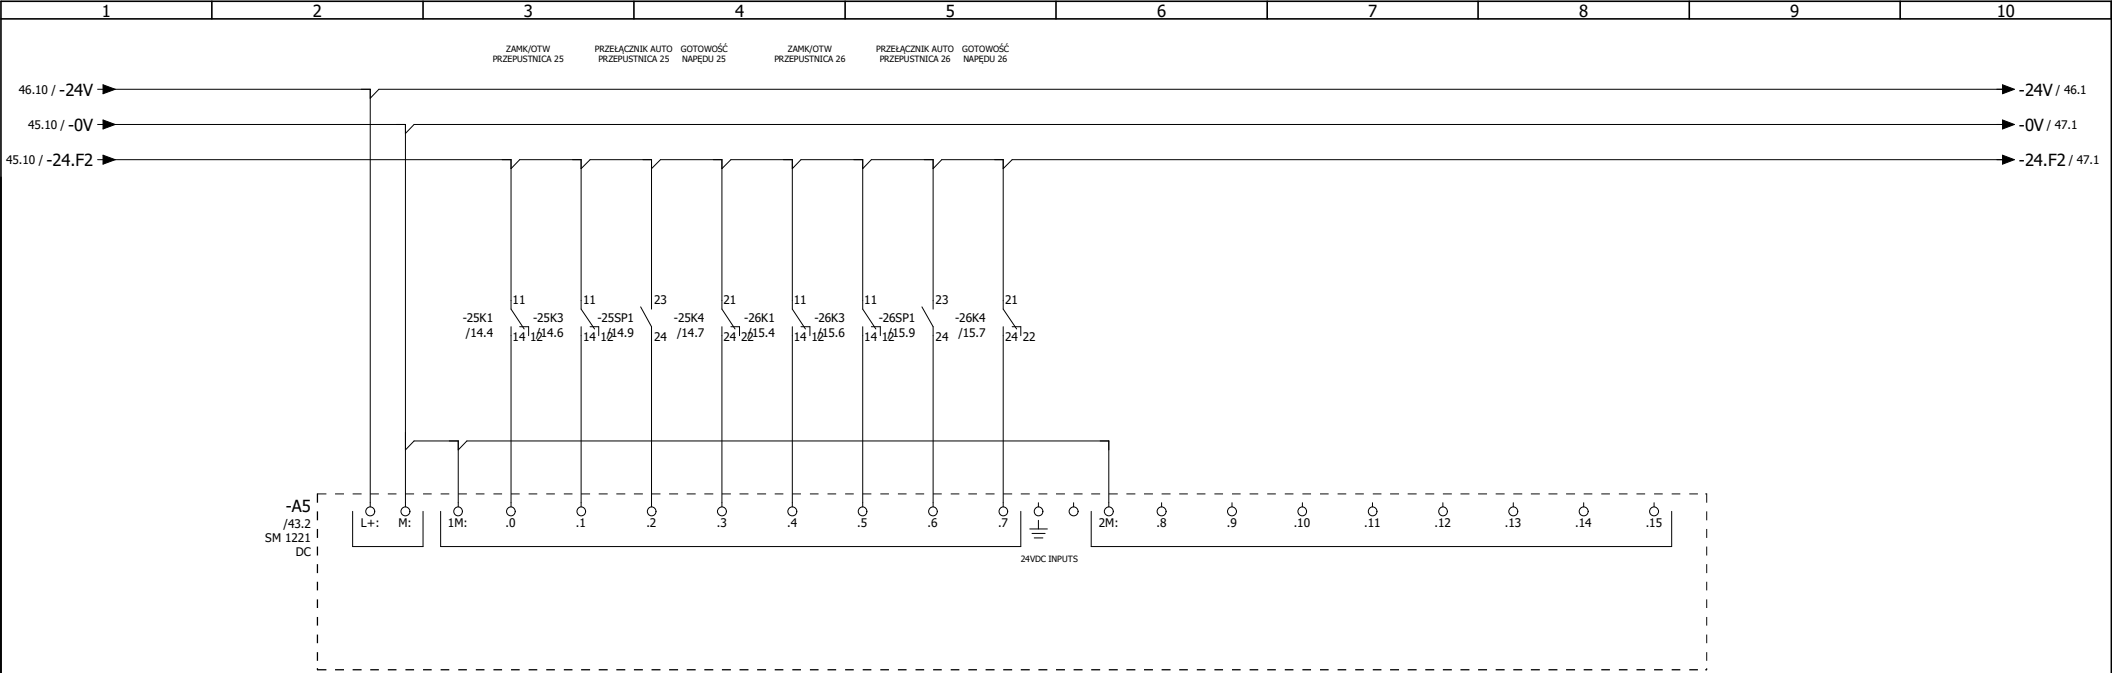 1 2 3 4 5 6 7 8 9 10
ZAMK/OTW
PRZEPUSTNICA 25
PRZEŁĄCZNIK AUTO
PRZEPUSTNICA 25
GOTOWOŚĆ
NAPĘDU 25
ZAMK/OTW
PRZEPUSTNICA 26
PRZEŁĄCZNIK AUTO
PRZEPUSTNICA 26
GOTOWOŚĆ
NAPĘDU 26
46.10 / -24V
-24V / 46.1
45.10 / -0V
-0V / 47.1
45.10 / -24.F2
-24.F2 / 47.1
11 11 23 21 11 11 23 21
-25K1 -25K3 -25SP1 -25K4 -26K1 -26K3 -26SP1 -26K4
/14.4 /14.6 /14.9 /14.7 /15.4 /15.6 /15.9 /15.7
14 12 14 12 24 24 22 14 12 14 12 24 24 22
-A5
/43.2
SM 1221
DC
L+: M: 1M: .0 .1 .2 .3 .4 .5 .6 .7 2M: .8 .9 .10 .11 .12 .13 .14 .15
24VDC INPUTS